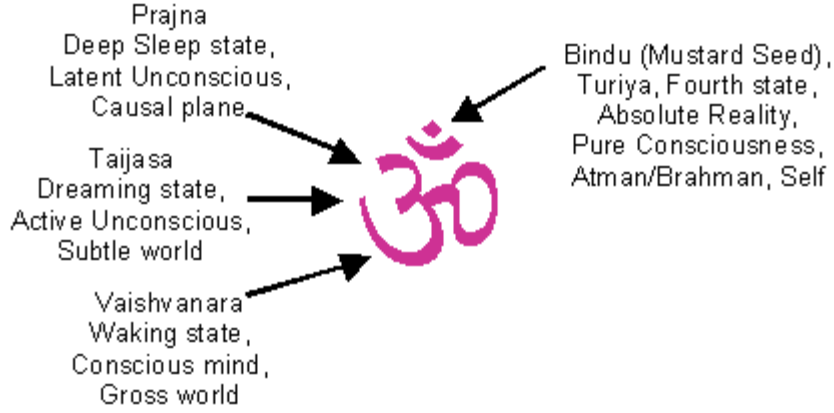 Prajna
Deep Sleep state,
Latent Unconscious,
Causal plane
Taijasa
Dreaming state,
Active Unconscious,
Subtle world
Vaishvanara
Waking state,
Conscious mind,
Gross world
Bindu (Mustard Seed),
Turiya, Fourth state,
Absolute Reality,
Pure Consciousness,
Atman/Brahman, Self
ॐ